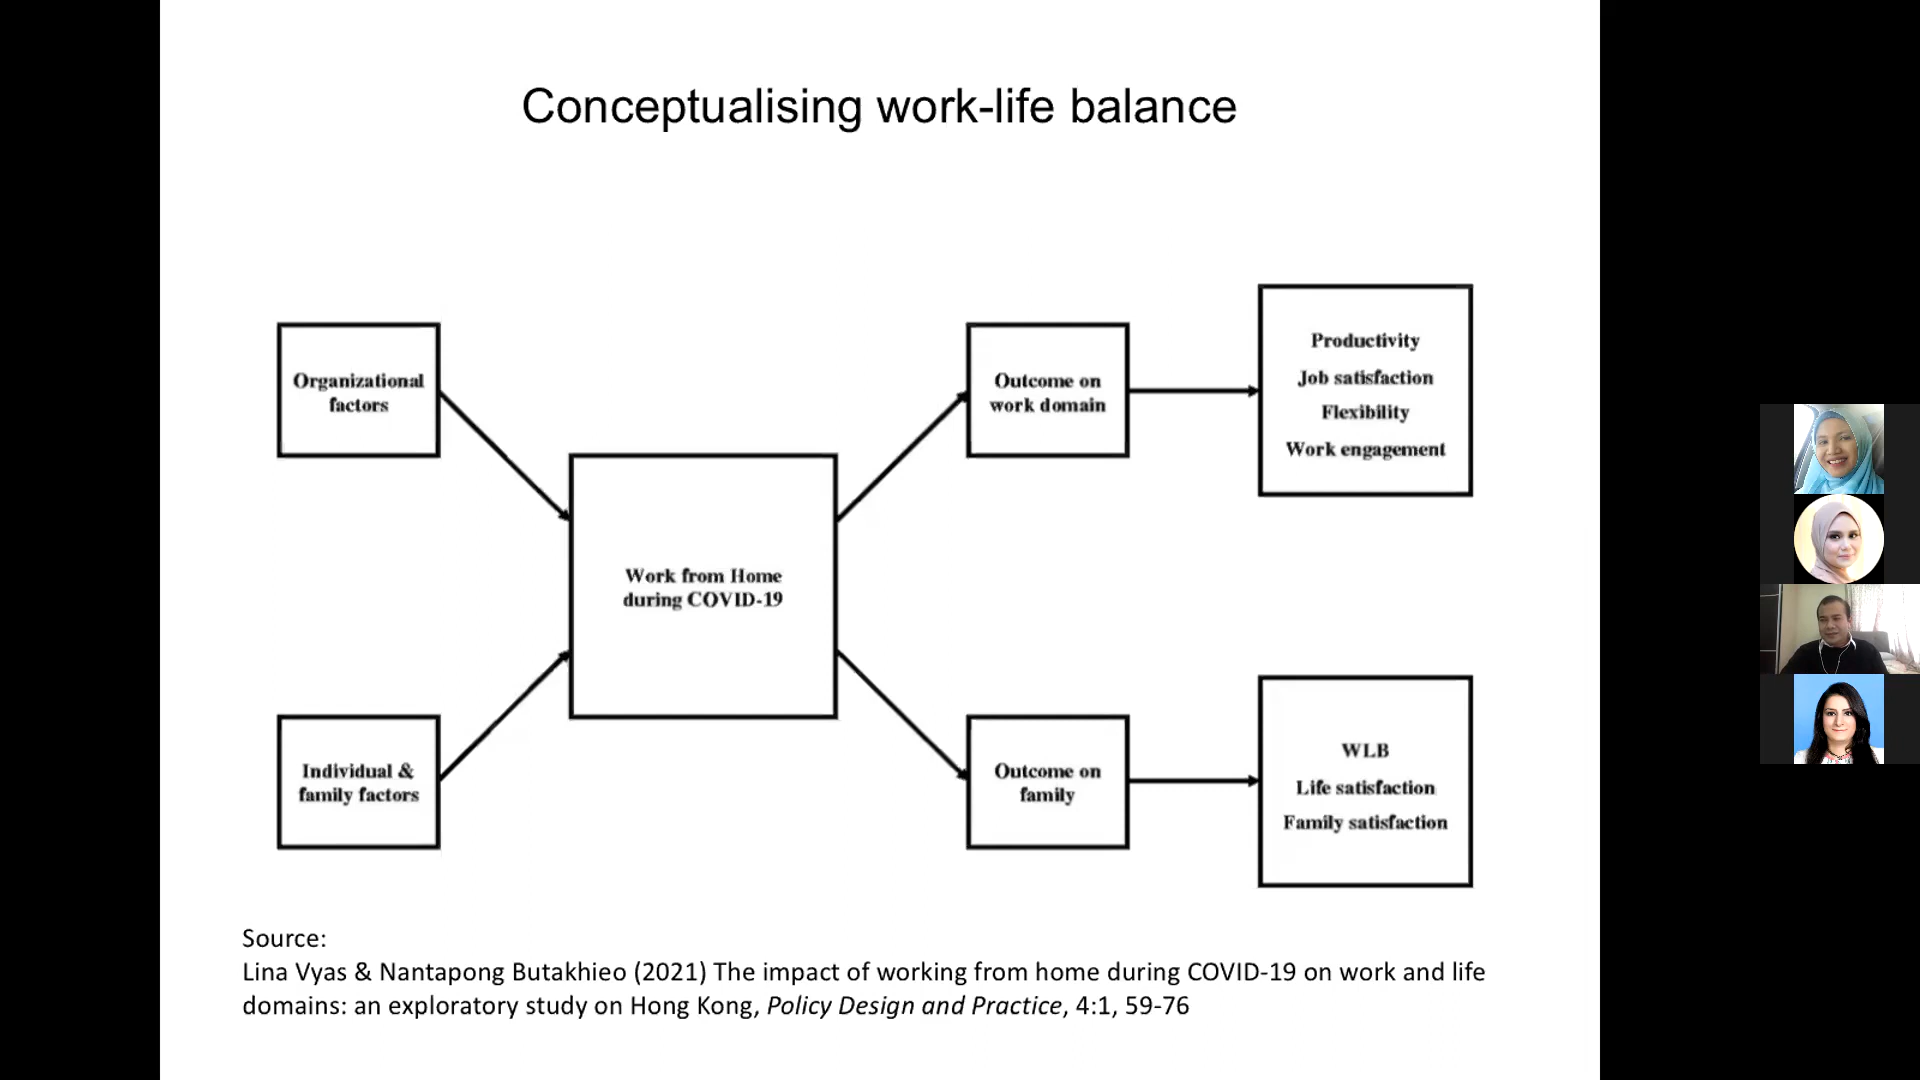 Conceptualising work-life balance
Organizational
factors
Individual &
family factors
Work from Home
during COVID-19
Outcome on
work domain
Outcome on
family
Productivity
Job satisfaction
Flexibility
Work engagement
WLB
Life satisfaction
Family satisfaction
Source:
Lina Vyas & Nantapong Butakhieo (2021) The impact of working from home during COVID-19 on work and life
domains: an exploratory study on Hong Kong, Policy Design and Practice, 4:1, 59-76